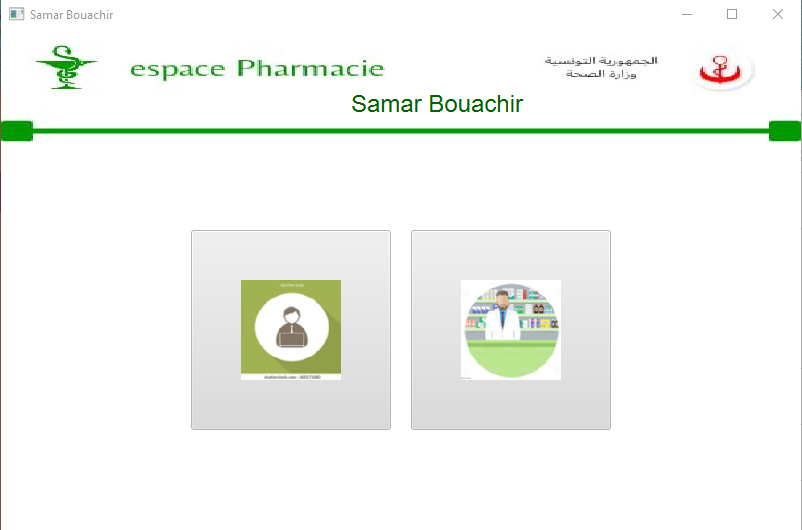 Samar Bouachir
espace Pharmacie
الجمهورية التونسية
وزارة الصحة
Samar Bouachir